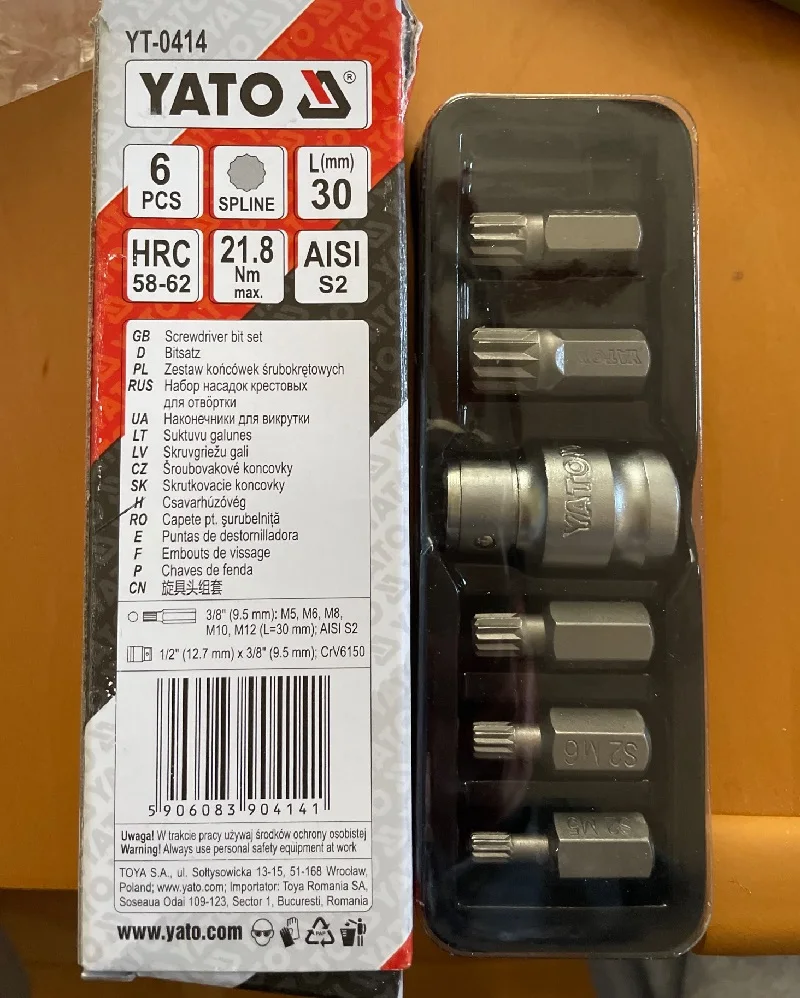 YT-0414
YATO ®
6 PCS
SPLINE
L(mm) 30
HRC 58-62
21.8 Nm max.
AISI S2
GB Screwdriver bit set
D Bitsatz
PL Zestaw końcówek śrubokrętowych
RUS Набор насадок крестовых
для отвёртки
UA Наконечники для викрутки
LT Suktuvu galunes
LV Skruvgriežu gali
CZ Šroubovakové koncovky
SK Skrutkovacie koncovky
H Csavarhúzóvég
RO Capete pt. şurubelniţă
E Puntas de destornilladora
F Embouts de vissage
P Chaves de fenda
CN 旋具头组套
3/8" (9.5 mm): M5, M6, M8,
M10, M12 (L=30 mm); AISI S2
1/2" (12.7 mm) x 3/8" (9.5 mm); CrV6150
5 906083 904141
Uwaga! W trakcie pracy używaj środków ochrony osobistej
Warning! Always use personal safety equipment at work
TOYA S.A., ul. Sołtysowicka 13-15, 51-168 Wrocław,
Poland; www.yato.com; Importator: Toya Romania SA,
Soseaua Odai 109-123, Sector 1, Bucuresti, Romania
www.yato.com
PAP
YATO
YATO
S2 M6
S2 M5